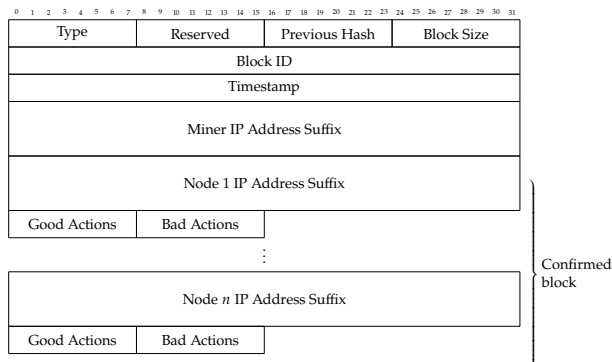 0 1 2 3 4 5 6 7 8 9 10 11 12 13 14 15 16 17 18 19 20 21 22 23 24 25 26 27 28 29 30 31
Type Reserved Previous Hash Block Size
Block ID
Timestamp
Miner IP Address Suffix
Node 1 IP Address Suffix
Good Actions Bad Actions
⋮
Confirmed
block
Node n IP Address Suffix
Good Actions Bad Actions